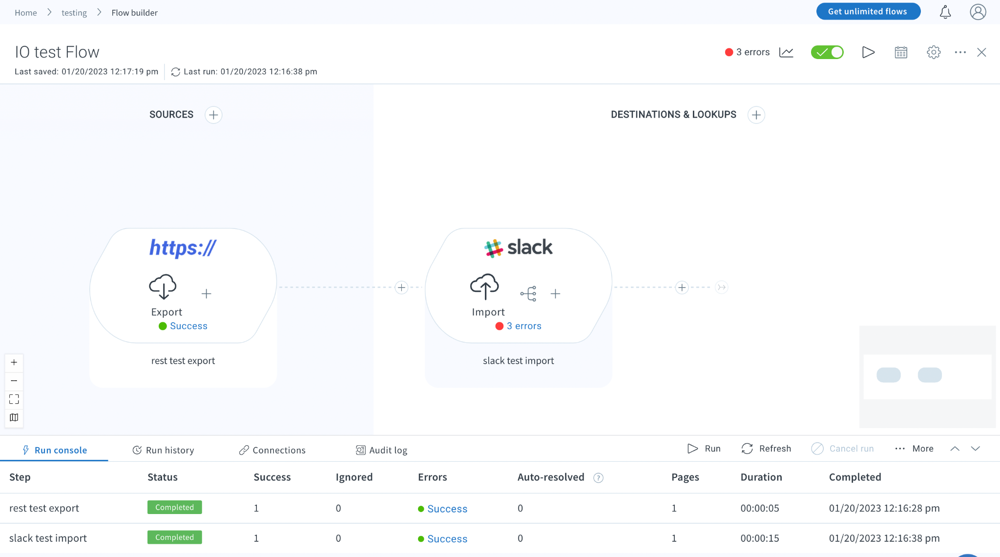 Home testing Flow builder
Get unlimited flows
IO test Flow
3 errors
Last saved: 01/20/2023 12:17:19 pm
Last run: 01/20/2023 12:16:38 pm
SOURCES
DESTINATIONS & LOOKUPS
https://
Export
Success
rest test export
slack
Import
3 errors
slack test import
Run console
Run history
Connections
Audit log
Run
Refresh
Cancel run
More
Step Status Success Ignored Errors Auto-resolved ? Pages Duration Completed
rest test export Completed 1 0 Success 0 1 00:00:05 01/20/2023 12:16:28 pm
slack test import Completed 1 0 Success 0 1 00:00:15 01/20/2023 12:16:38 pm